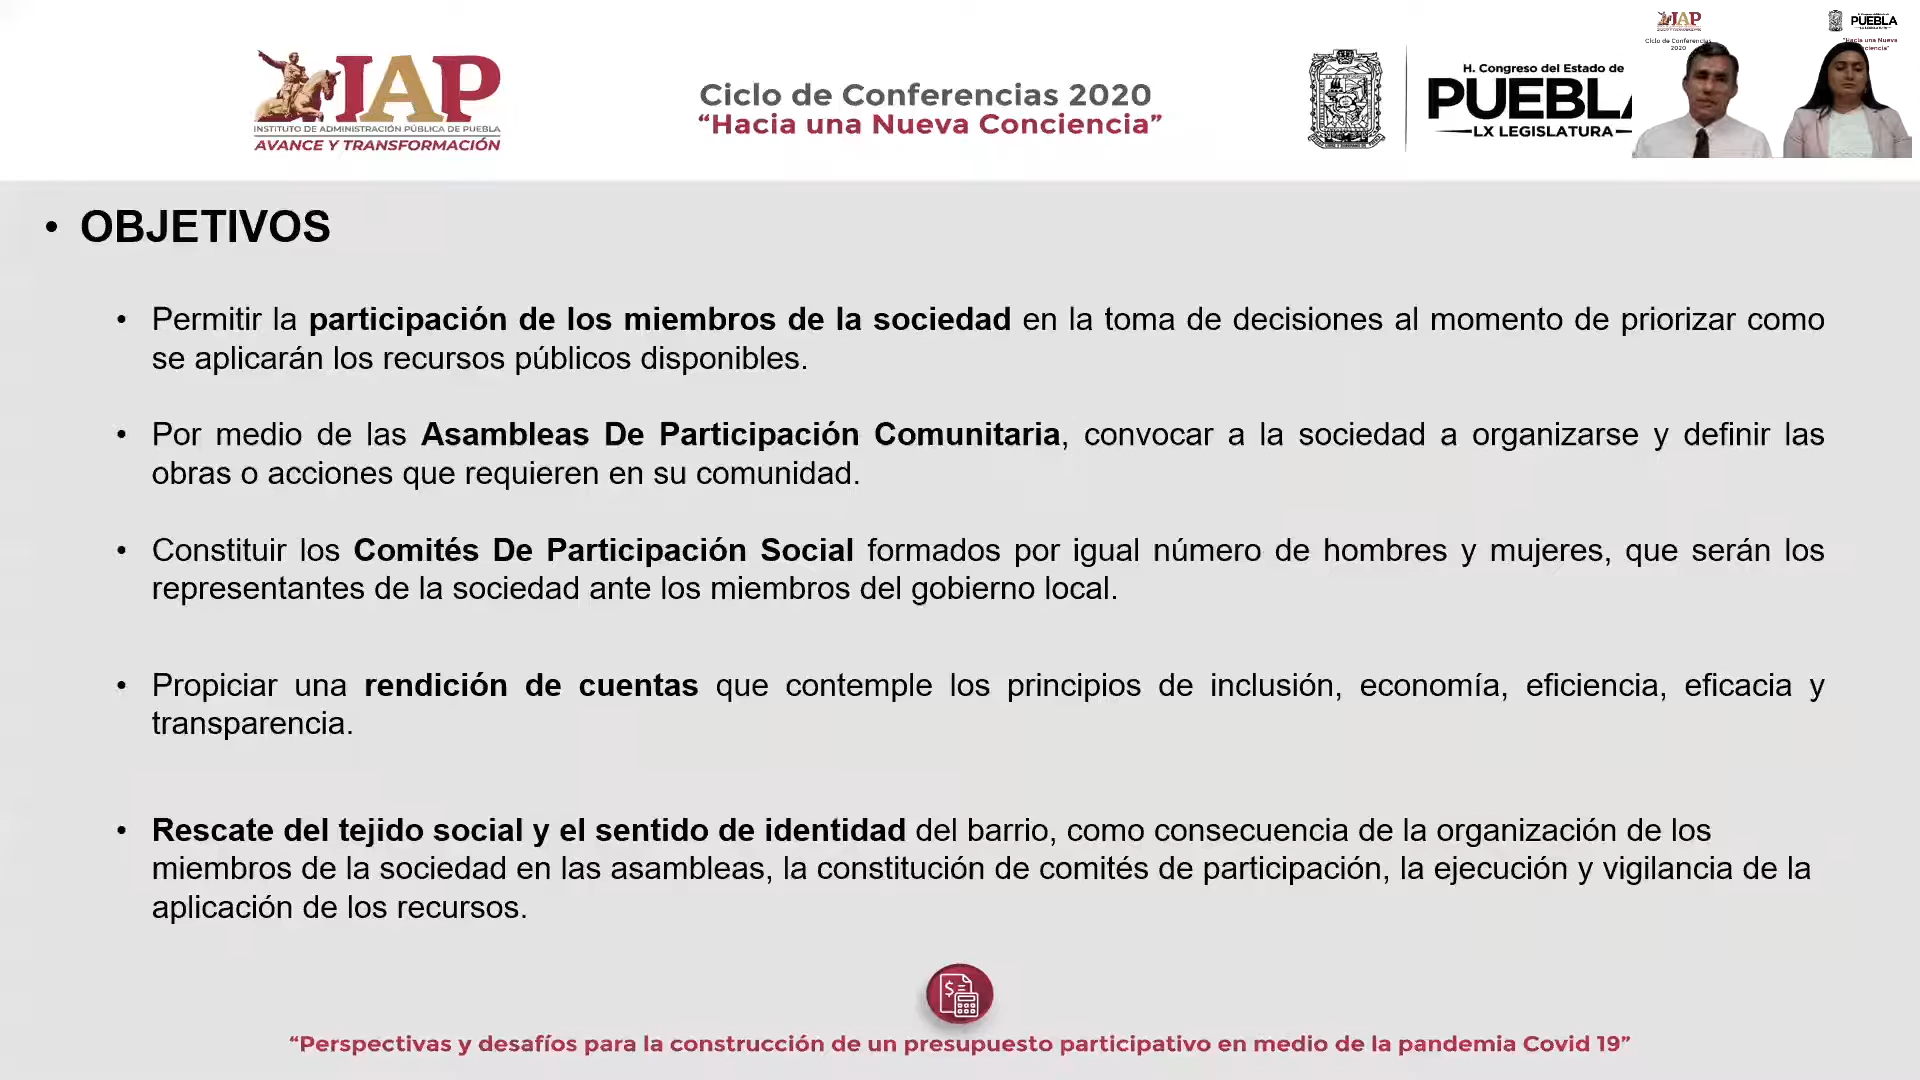 IAP
INSTITUTO DE ADMINISTRACIÓN PÚBLICA DE PUEBLA
AVANCE Y TRANSFORMACIÓN
Ciclo de Conferencias 2020
“Hacia una Nueva Conciencia”
H. Congreso del Estado de
PUEBLA
LX LEGISLATURA
IAP
Ciclo de Conferencias
2020
PUEBLA
“Hacia una Nueva
• OBJETIVOS
• Permitir la participación de los miembros de la sociedad en la toma de decisiones al momento de priorizar como
se aplicarán los recursos públicos disponibles.
• Por medio de las Asambleas De Participación Comunitaria, convocar a la sociedad a organizarse y definir las
obras o acciones que requieren en su comunidad.
• Constituir los Comités De Participación Social formados por igual número de hombres y mujeres, que serán los
representantes de la sociedad ante los miembros del gobierno local.
• Propiciar una rendición de cuentas que contemple los principios de inclusión, economía, eficiencia, eficacia y
transparencia.
• Rescate del tejido social y el sentido de identidad del barrio, como consecuencia de la organización de los
miembros de la sociedad en las asambleas, la constitución de comités de participación, la ejecución y vigilancia de la
aplicación de los recursos.
“Perspectivas y desafíos para la construcción de un presupuesto participativo en medio de la pandemia Covid 19”